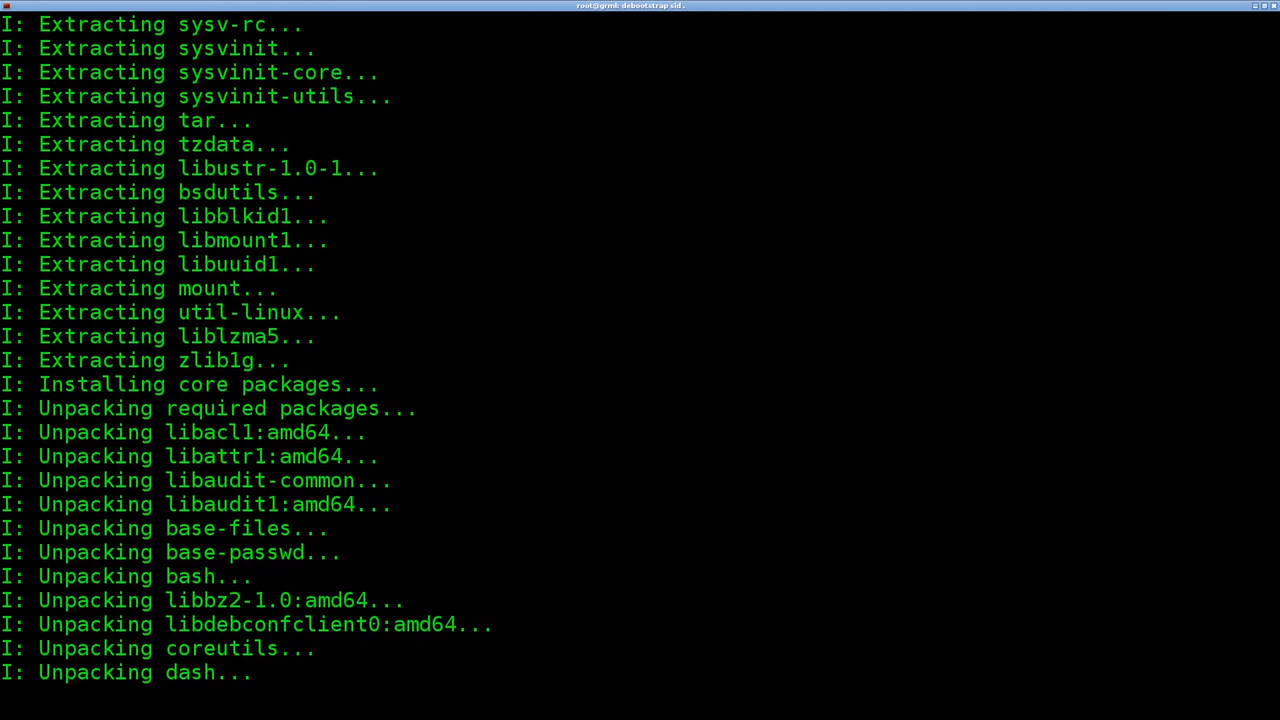 root@grml: debootstrap sid .
I: Extracting sysv-rc...
I: Extracting sysvinit...
I: Extracting sysvinit-core...
I: Extracting sysvinit-utils...
I: Extracting tar...
I: Extracting tzdata...
I: Extracting libustr-1.0-1...
I: Extracting bsdutils...
I: Extracting libblkid1...
I: Extracting libmount1...
I: Extracting libuuid1...
I: Extracting mount...
I: Extracting util-linux...
I: Extracting liblzma5...
I: Extracting zlib1g...
I: Installing core packages...
I: Unpacking required packages...
I: Unpacking libacl1:amd64...
I: Unpacking libattr1:amd64...
I: Unpacking libaudit-common...
I: Unpacking libaudit1:amd64...
I: Unpacking base-files...
I: Unpacking base-passwd...
I: Unpacking bash...
I: Unpacking libbz2-1.0:amd64...
I: Unpacking libdebconfclient0:amd64...
I: Unpacking coreutils...
I: Unpacking dash...